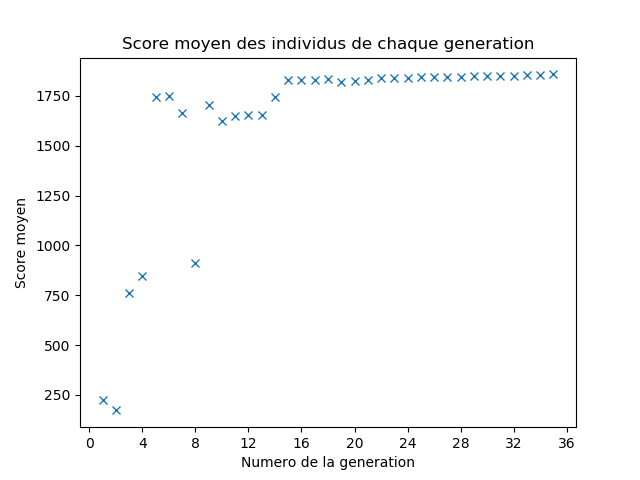 Score moyen des individus de chaque generation
1750
1500
1250
1000
750
500
250
Score moyen
0 4 8 12 16 20 24 28 32 36
Numero de la generation